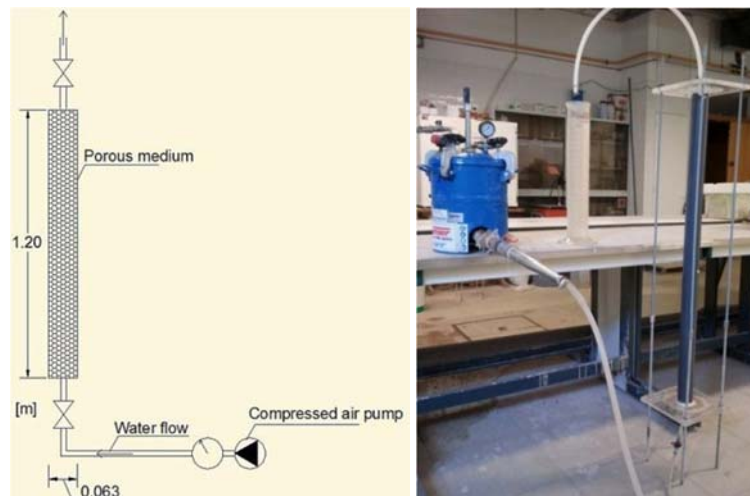 Porous medium
1.20
[m]
Compressed air pump
Water flow
0.063